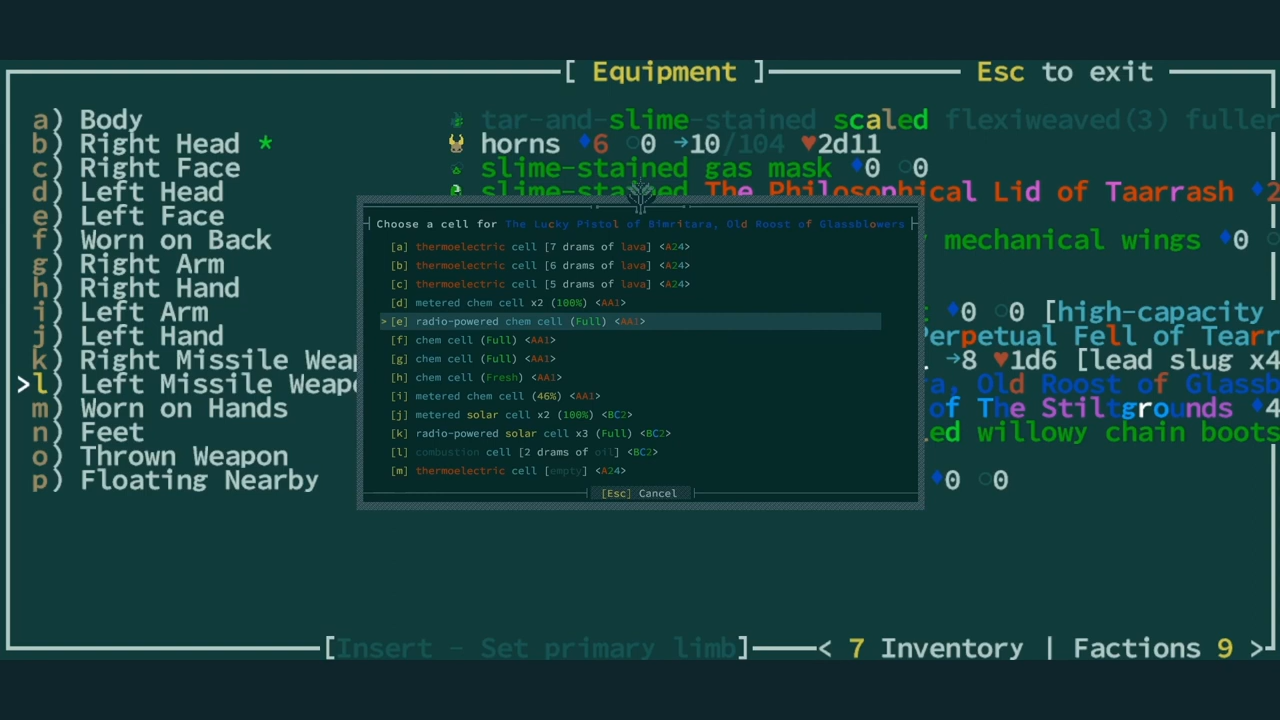 [ Equipment ] Esc to exit
a) Body tar-and-slime-stained scaled flexiweaved(3) fuller
b) Right Head * horns ♦6 ○0 →10/104 ♥2d11
c) Right Face slime-stained gas mask ♦0 ○0
d) Left Head slime-stained The Philosophical Lid of Taarrash ♦2
e) Left Face
f) Worn on Back mechanical wings ♦0
g) Right Arm
h) Right Hand
i) Left Arm ♦0 ○0 [high-capacity
j) Left Hand Perpetual Fell of Tearr
k) Right Missile Weap →8 ♥1d6 [lead slug x4
>l) Left Missile Weapo Old Roost of Glassb
m) Worn on Hands of The Stiltgrounds ♦4
n) Feet willowy chain boots
o) Thrown Weapon
p) Floating Nearby ♦0 ○0
Choose a cell for The Lucky Pistol of Bimritara, Old Roost of Glassblowers
[a] thermoelectric cell [7 drams of lava] <A24>
[b] thermoelectric cell [6 drams of lava] <A24>
[c] thermoelectric cell [5 drams of lava] <A24>
[d] metered chem cell x2 (100%) <AA1>
> [e] radio-powered chem cell (Full) <AA1>
[f] chem cell (Full) <AA1>
[g] chem cell (Full) <AA1>
[h] chem cell (Fresh) <AA1>
[i] metered chem cell (46%) <AA1>
[j] metered solar cell x2 (100%) <BC2>
[k] radio-powered solar cell x3 (Full) <BC2>
[l] combustion cell [2 drams of oil] <BC2>
[m] thermoelectric cell [empty] <A24>
[Esc] Cancel
[Insert - Set primary limb] < 7 Inventory | Factions 9 >